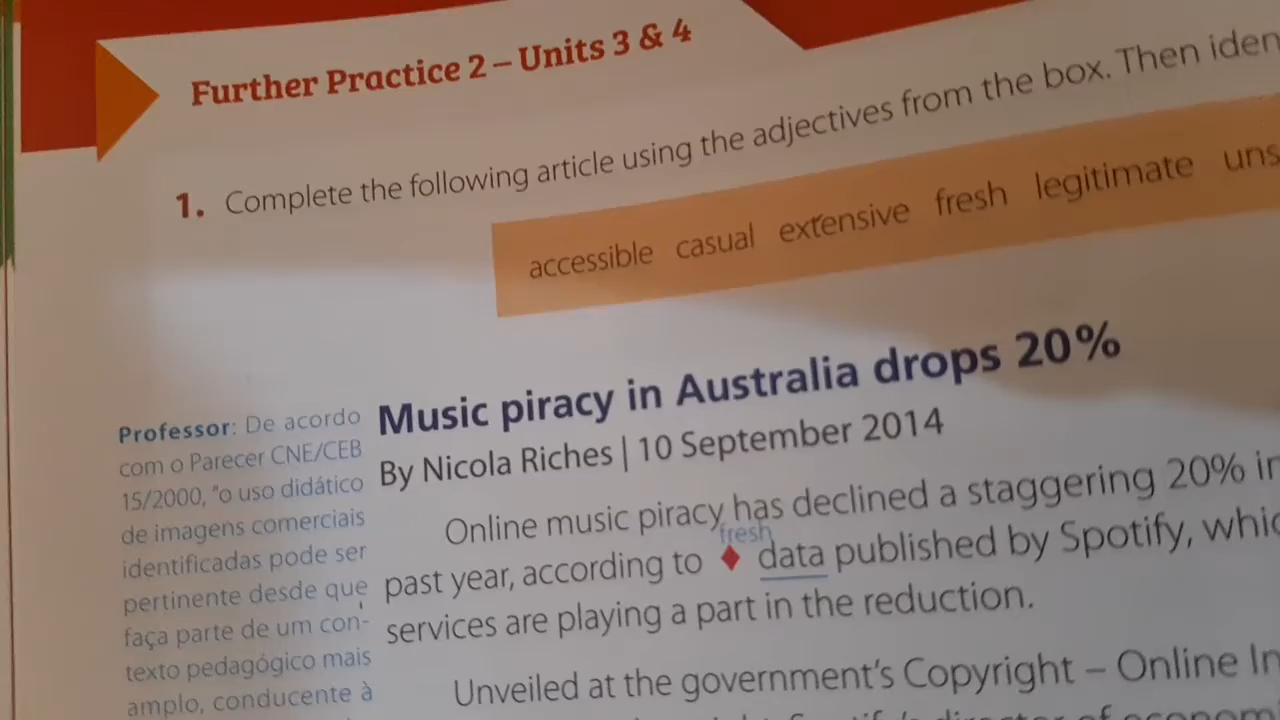 Further Practice 2 – Units 3 & 4
1. Complete the following article using the adjectives from the box. Then
accessible casual extensive fresh legitimate
Music piracy in Australia drops 20%
By Nicola Riches | 10 September 2014
Professor: De acordo
com o Parecer CNE/CEB
15/2000, "o uso didático
de imagens comerciais
identificadas pode ser
pertinente desde que
faça parte de um con-
texto pedagógico mais
amplo, conducente à
Online music piracy has declined a staggering 20% in
fresh
past year, according to ♦ data published by Spotify,
services are playing a part in the reduction.
Unveiled at the government's Copyright – Online
director of